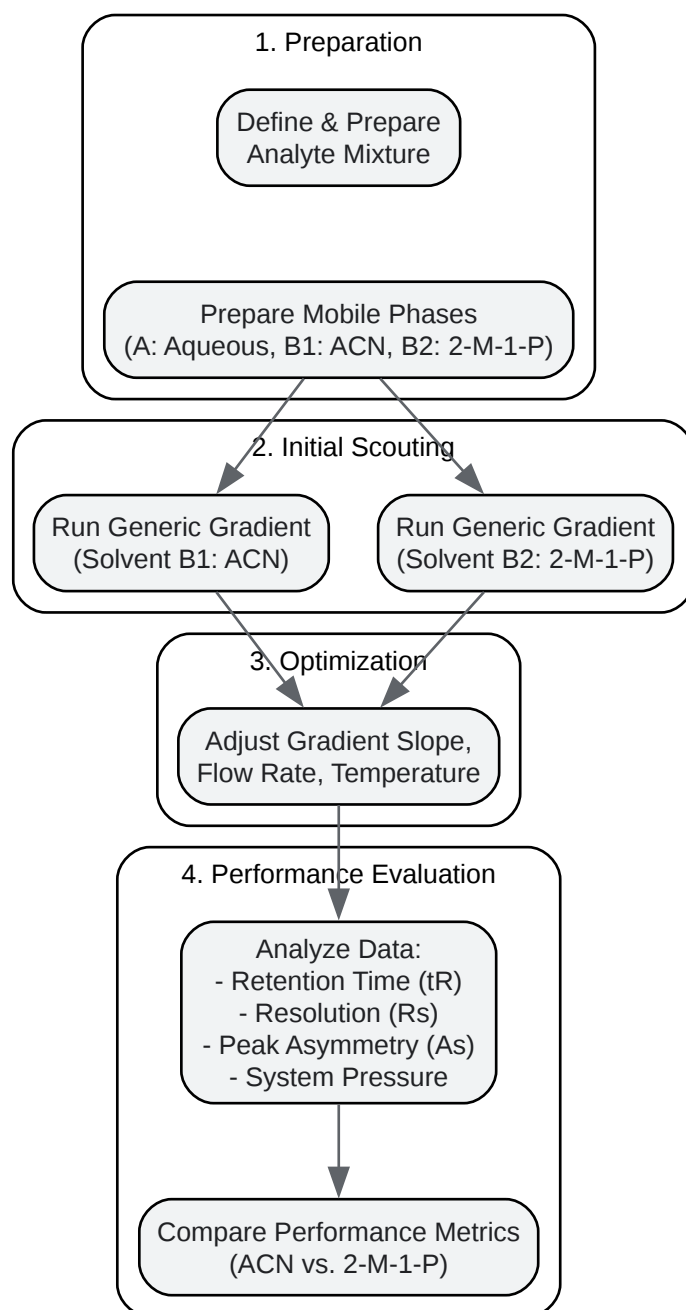 1. Preparation
Define & Prepare
Analyte Mixture
Prepare Mobile Phases
(A: Aqueous, B1: ACN, B2: 2-M-1-P)
2. Initial Scouting
Run Generic Gradient
(Solvent B1: ACN)
Run Generic Gradient
(Solvent B2: 2-M-1-P)
3. Optimization
Adjust Gradient Slope,
Flow Rate, Temperature
4. Performance Evaluation
Analyze Data:
- Retention Time (tR)
- Resolution (Rs)
- Peak Asymmetry (As)
- System Pressure
Compare Performance Metrics
(ACN vs. 2-M-1-P)